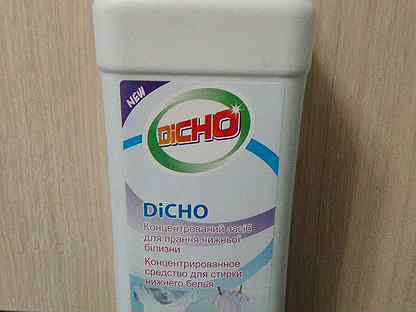 NEW
DiCHO
DiCHO
Концентрований засіб
для прання нижньої
білизни
Концентрированное
средство для стирки
нижнего белья